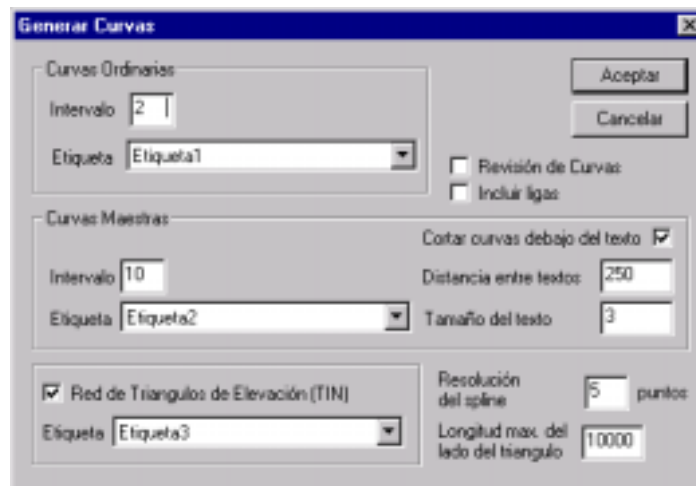 Generar Curvas
Curvas Ordinarias
Intervalo 2
Etiqueta Etiqueta1
Aceptar
Cancelar
Revisión de Curvas
Incluir ligas
Curvas Maestras
Cortar curvas debajo del texto
Intervalo 10
Distancia entre textos 250
Etiqueta Etiqueta2
Tamaño del texto 3
Red de Triangulos de Elevación (TIN)
Etiqueta Etiqueta3
Resolución
del spline 5 puntos
Longitud max. del
lado del triangulo 10000